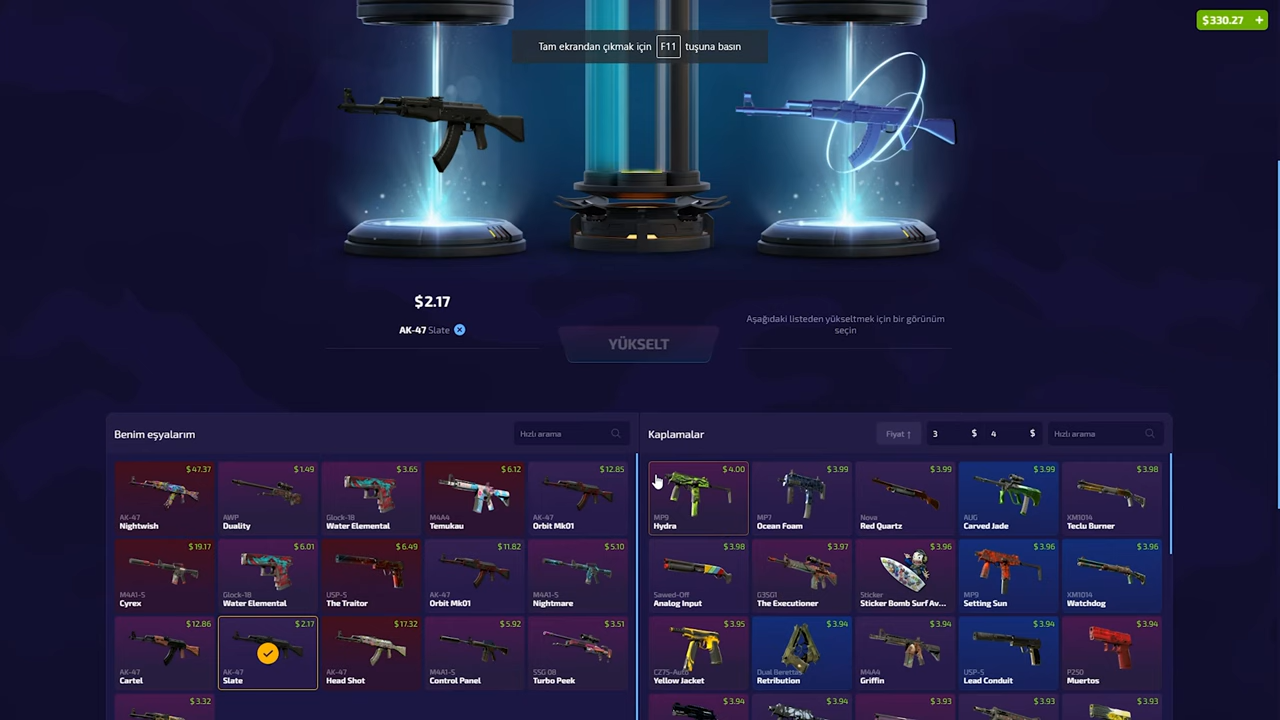 $330.27 +
Tam ekrandan çıkmak için F11 tuşuna basın
$2.17
AK-47 Slate
Aşağıdaki listeden yükseltmek için bir görünüm
seçin
YÜKSELT
Benim eşyalarım
Hızlı arama
Kaplamalar
Fiyat ↑
3 $
4 $
Hızlı arama
$47.37
AK-47
Nightwish
$1.49
AWP
Duality
$3.65
Glock-18
Water Elemental
$6.12
M4A4
Temukau
$12.85
AK-47
Orbit Mk01
$4.00
MP9
Hydra
$3.99
MP7
Ocean Foam
$3.99
Nova
Red Quartz
$3.99
AUG
Carved Jade
$3.98
XM1014
Teclu Burner
$19.17
M4A1-S
Cyrex
$6.01
Glock-18
Water Elemental
$6.49
USP-S
The Traitor
$11.82
AK-47
Orbit Mk01
$5.10
M4A1-S
Nightmare
$3.98
Sawed-Off
Analog Input
$3.97
G3SG1
The Executioner
$3.96
Sticker
Sticker Bomb Surf Av...
$3.96
MP9
Setting Sun
$3.96
XM1014
Watchdog
$12.86
AK-47
Cartel
$2.17
AK-47
Slate
$17.32
AK-47
Head Shot
$5.92
M4A1-S
Control Panel
$3.51
SSG 08
Turbo Peek
$3.95
CZ75-Auto
Yellow Jacket
$3.94
Dual Berettas
Retribution
$3.94
M4A4
Griffin
$3.94
USP-S
Lead Conduit
$3.94
P250
Muertos
$3.32
$3.94
$3.94
$3.93
$3.93
$3.93